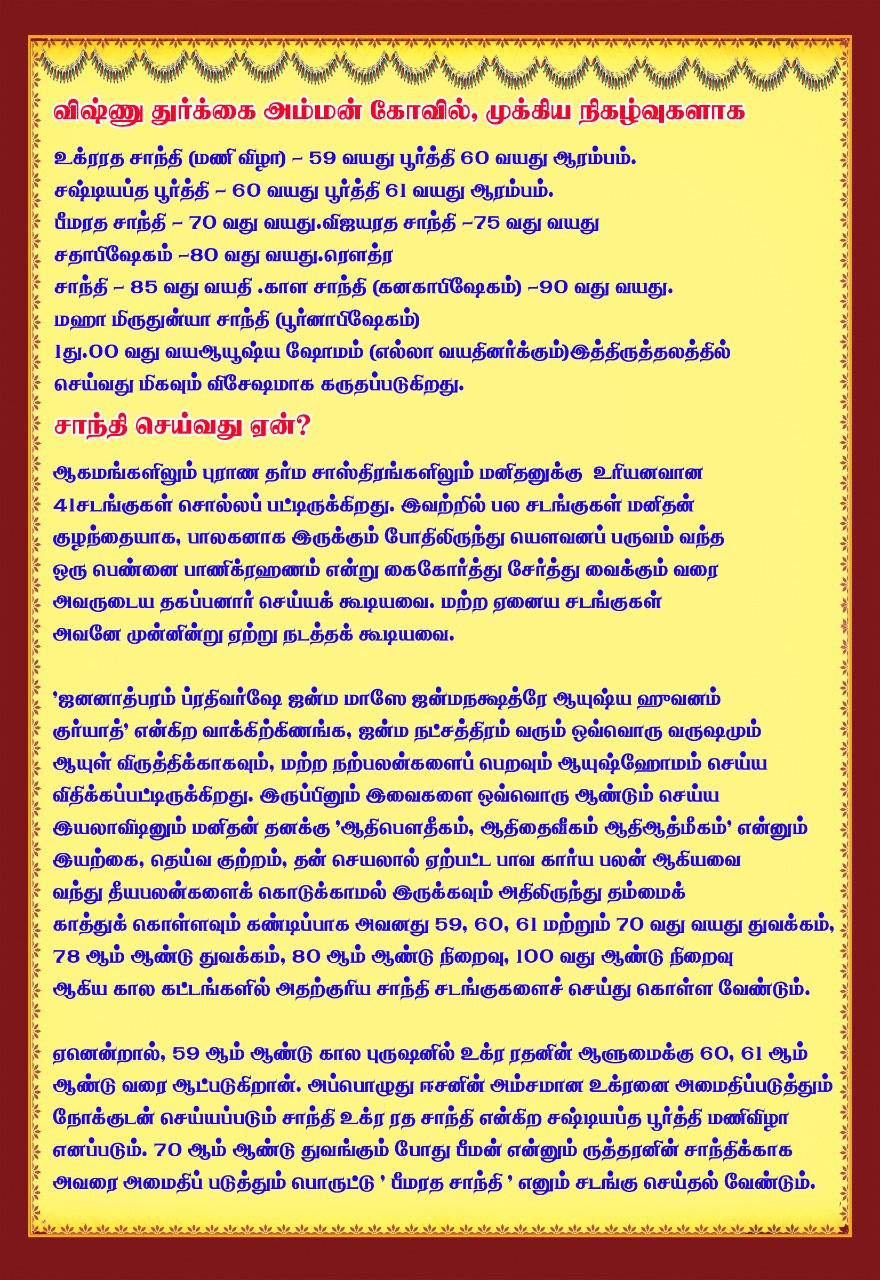 விஷ்ணு துர்க்கை அம்மன் கோவில், முக்கிய நிகழ்வுகளாக
உக்ரரத சாந்தி (மணி விழா) – 59 வயது பூர்த்தி 60 வயது ஆரம்பம்.
சஷ்டியப்த பூர்த்தி – 60 வயது பூர்த்தி 61 வயது ஆரம்பம்.
பீமரத சாந்தி – 70 வது வயது.விஜயரத சாந்தி –75 வது வயது
சதாபிஷேகம் –80 வது வயது.ரௌத்ர
சாந்தி – 85 வது வயதி .கால சாந்தி (கனகாபிஷேகம்) –90 வது வயது.
மஹா மிருதுன்யா சாந்தி (பூர்னாபிஷேகம்)
1து.00 வது வயஆயூஷ்ய ஷோமம் (எல்லா வயதினர்க்கும்)இத்திருத்தலத்தில்
செய்வது மிகவும் விசேஷமாக கருதப்படுகிறது.
சாந்தி செய்வது ஏன்?
ஆகமங்களிலும் புராண தர்ம சாஸ்திரங்களிலும் மனிதனுக்கு உரியனவான
41சடங்குகள் சொல்லப் பட்டிருக்கிறது. இவற்றில் பல சடங்குகள் மனிதன்
குழந்தையாக, பாலகனாக இருக்கும் போதிலிருந்து யௌவனப் பருவம் வந்த
ஒரு பெண்னை பாணிக்ரஹணம் என்று கைகோர்த்து சேர்த்து வைக்கும் வரை
அவருடைய தகப்பனார் செய்யக் கூடியவை. மற்ற ஏனைய சடங்குகள்
அவனே முன்னின்று ஏற்று நடத்தக் கூடியவை.
'ஜனனாத்பரம் ப்ரதிவர்ஷே ஜன்ம மாஸே ஜன்மநக்ஷத்ரே ஆயுஷ்ய ஹுவனம்
குர்யாத்' என்கிற வாக்கிற்கிணங்க, ஜன்ம நட்சத்திரம் வரும் ஒவ்வொரு வருஷமும்
ஆயுள் விருத்திக்காகவும், மற்ற நற்பலன்களைப் பெறவும் ஆயுஷ்ஹோமம் செய்ய
விதிக்கப்பட்டிருக்கிறது. இருப்பினும் இவைகளை ஒவ்வொரு ஆண்டும் செய்ய
இயலாவிடினும் மனிதன் தனக்கு 'ஆதிபௌதீகம், ஆதிதைவீகம் ஆதிஆத்மீகம்' என்னும்
இயற்கை, தெய்வ குற்றம், தன் செயலால் ஏற்பட்ட பாவ கார்ய பலன் ஆகியவை
வந்து தீயபலன்களைக் கொடுக்காமல் இருக்கவும் அதிலிருந்து தம்மைக்
காத்துக் கொள்ளவும் கண்டிப்பாக அவனது 59, 60, 61 மற்றும் 70 வது வயது துவக்கம்,
78 ஆம் ஆண்டு துவக்கம், 80 ஆம் ஆண்டு நிறைவு, 100 வது ஆண்டு நிறைவு
ஆகிய கால கட்டங்களில் அதற்குரிய சாந்தி சடங்குகளைச் செய்து கொள்ள வேண்டும்.
ஏனென்றால், 59 ஆம் ஆண்டு கால புருஷனில் உக்ர ரதனின் ஆளுமைக்கு 60, 61 ஆம்
ஆண்டு வரை ஆட்படுகிறான். அப்பொழுது ஈசனின் அம்சமான உக்ரனை அமைதிப்படுத்தும்
நோக்குடன் செய்யப்படும் சாந்தி உக்ர ரத சாந்தி என்கிற சஷ்டியப்த பூர்த்தி மணிவிழா
எனப்படும். 70 ஆம் ஆண்டு துவங்கும் போது பீமன் என்னும் ருத்தரனின் சாந்திக்காக
அவரை அமைதிப் படுத்தும் பொருட்டு ' பீமரத சாந்தி ' எனும் சடங்கு செய்தல் வேண்டும்.